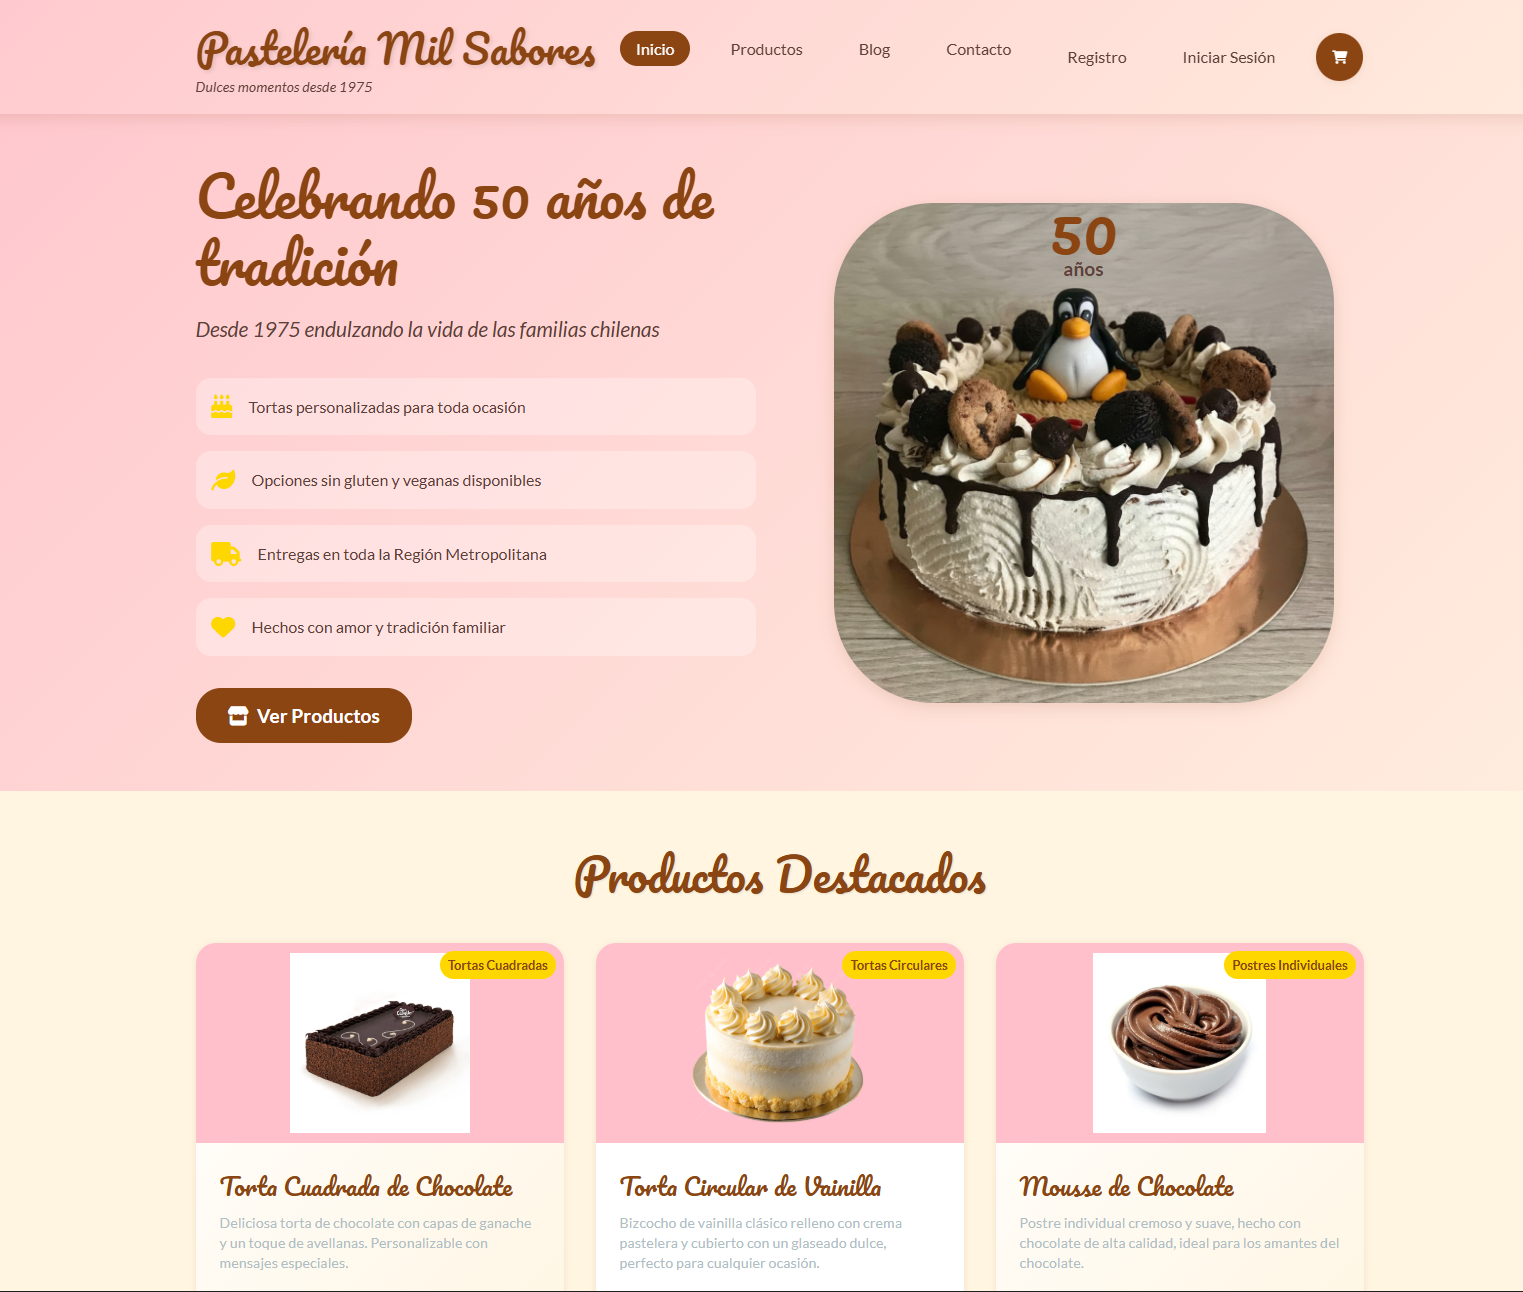 Pastelería Mil Sabores
Dulces momentos desde 1975
Inicio
Productos
Blog
Contacto
Registro
Iniciar Sesión
Celebrando 50 años de
tradición
Desde 1975 endulzando la vida de las familias chilenas
Tortas personalizadas para toda ocasión
Opciones sin gluten y veganas disponibles
Entregas en toda la Región Metropolitana
Hechos con amor y tradición familiar
Ver Productos
50
años
Productos Destacados
Tortas Cuadradas
Torta Cuadrada de Chocolate
Deliciosa torta de chocolate con capas de ganache
y un toque de avellanas. Personalizable con
mensajes especiales.
Tortas Circulares
Torta Circular de Vainilla
Bizcocho de vainilla clásico relleno con crema
pastelera y cubierto con un glaseado dulce,
perfecto para cualquier ocasión.
Postres Individuales
Mousse de Chocolate
Postre individual cremoso y suave, hecho con
chocolate de alta calidad, ideal para los amantes del
chocolate.